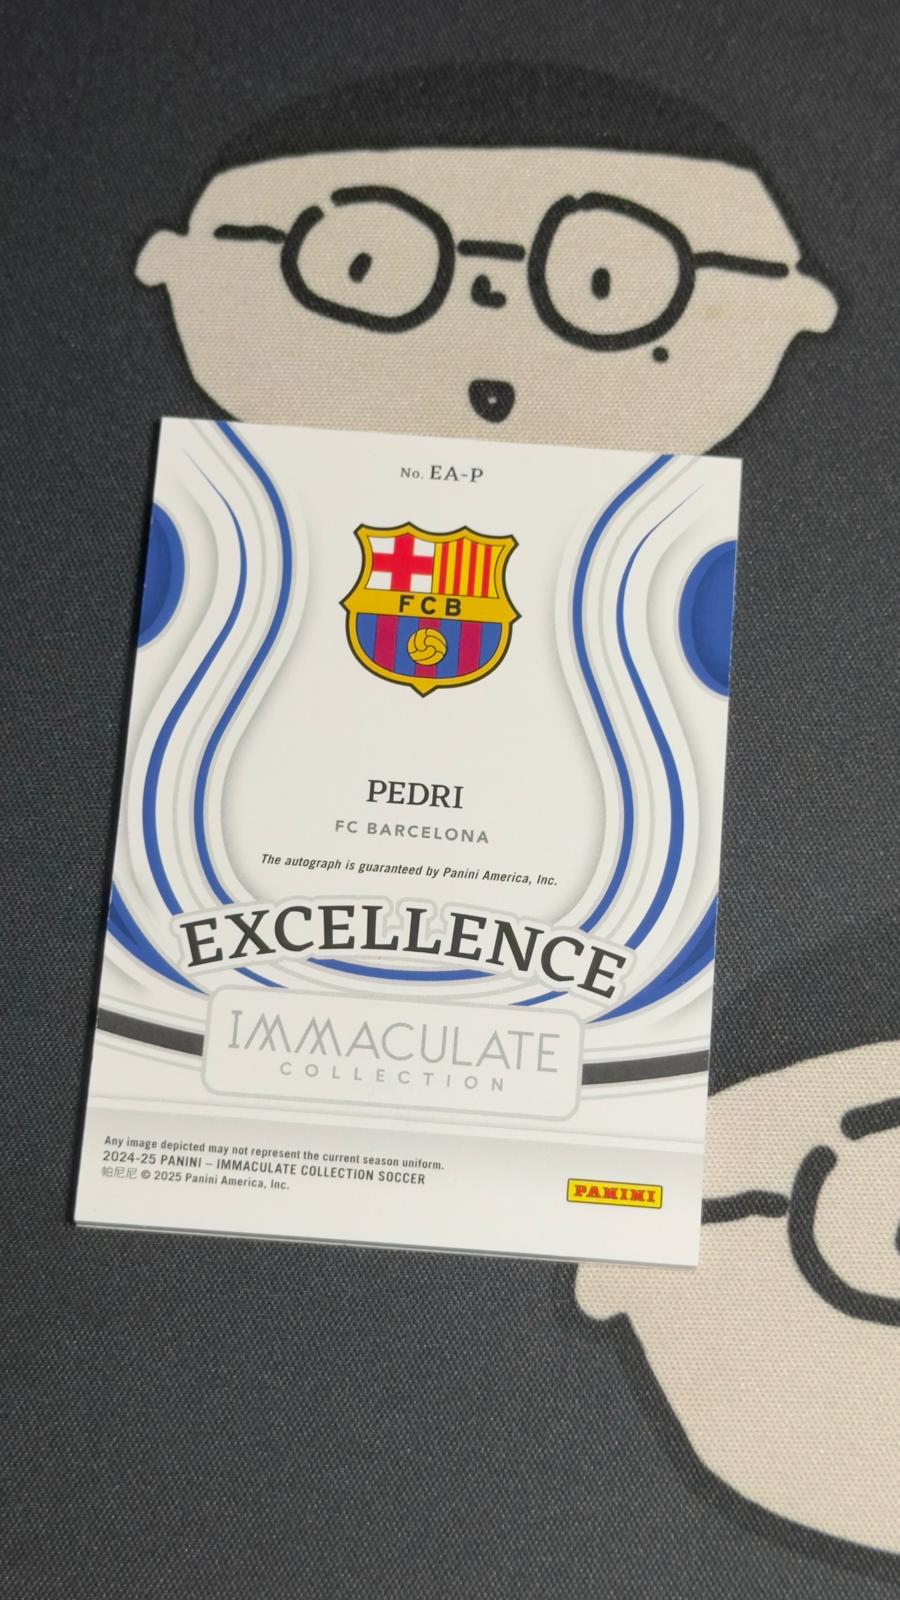 No. EA-P
FCB
PEDRI
FC BARCELONA
The autograph is guaranteed by Panini America, Inc.
EXCELLENCE
IMMACULATE
COLLECTION
Any image depicted may not represent the current season uniform.
2024-25 PANINI – IMMACULATE COLLECTION SOCCER
帕尼尼 © 2025 Panini America, Inc.
PANINI